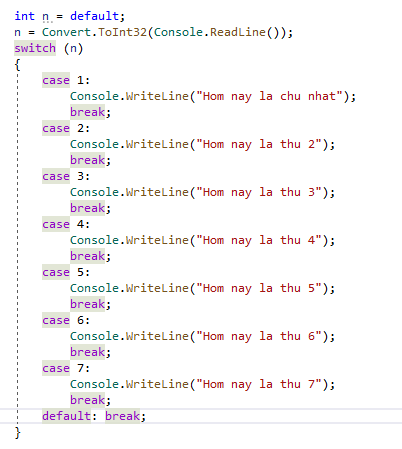 int n = default;
n = Convert.ToInt32(Console.ReadLine());
switch (n)
{
    case 1:
        Console.WriteLine("Hom nay la chu nhat");
        break;
    case 2:
        Console.WriteLine("Hom nay la thu 2");
        break;
    case 3:
        Console.WriteLine("Hom nay la thu 3");
        break;
    case 4:
        Console.WriteLine("Hom nay la thu 4");
        break;
    case 5:
        Console.WriteLine("Hom nay la thu 5");
        break;
    case 6:
        Console.WriteLine("Hom nay la thu 6");
        break;
    case 7:
        Console.WriteLine("Hom nay la thu 7");
        break;
    default: break;
}